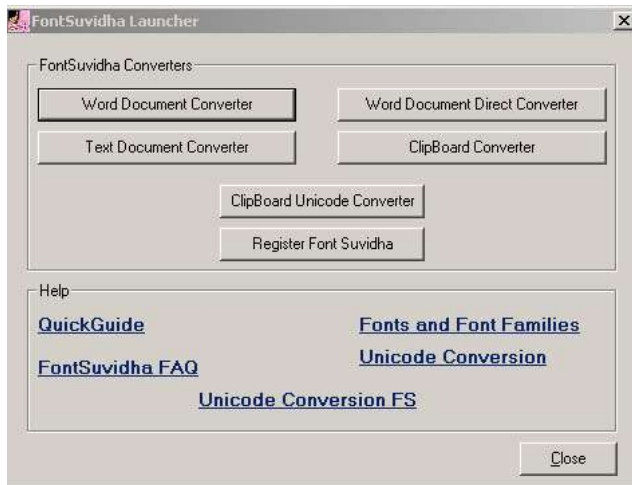 FontSuvidha Launcher
FontSuvidha Converters
Word Document Converter
Word Document Direct Converter
Text Document Converter
ClipBoard Converter
ClipBoard Unicode Converter
Register Font Suvidha
Help
QuickGuide
Fonts and Font Families
FontSuvidha FAQ
Unicode Conversion
Unicode Conversion FS
Close